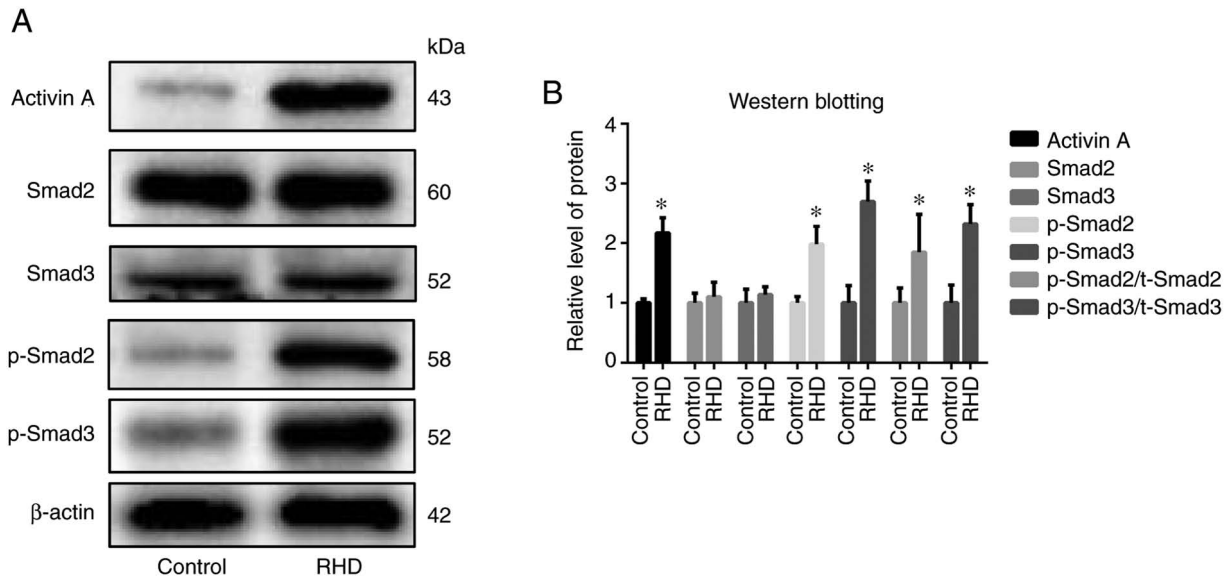 A
kDa
Activin A
43
Smad2
60
Smad3
52
p-Smad2
58
p-Smad3
52
β-actin
42
Control RHD
B
Western blotting
Relative level of protein
4
3
2
1
0
* * * * *
Control RHD Control RHD Control RHD Control RHD Control RHD Control RHD Control RHD
Activin A
Smad2
Smad3
p-Smad2
p-Smad3
p-Smad2/t-Smad2
p-Smad3/t-Smad3